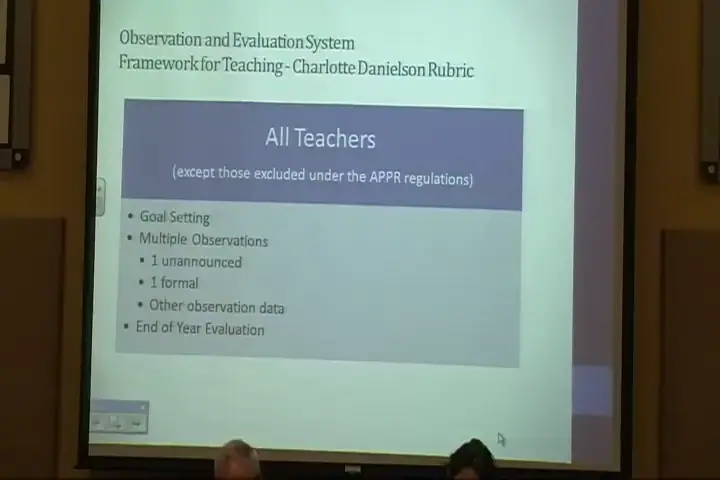 Observation and Evaluation System
Framework for Teaching - Charlotte Danielson Rubric
All Teachers
(except those excluded under the APPR regulations)
• Goal Setting
• Multiple Observations
• 1 unannounced
• 1 formal
• Other observation data
• End of Year Evaluation